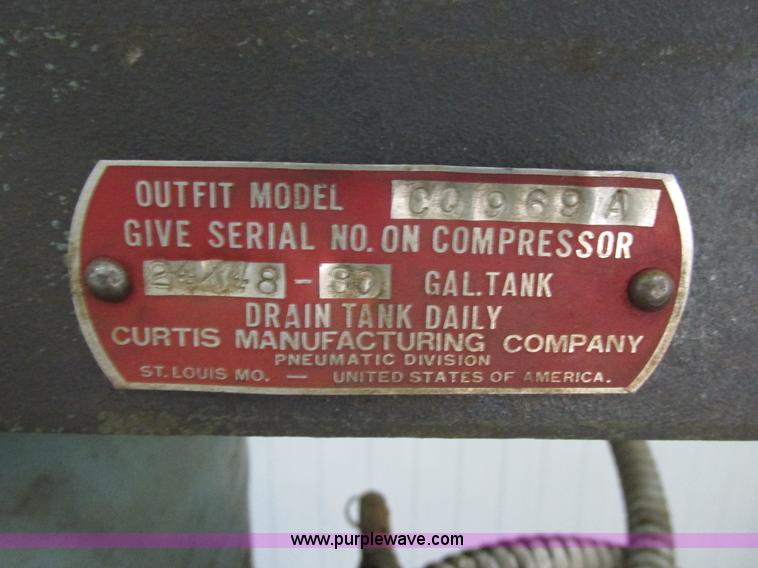 OUTFIT MODEL CQ969A
GIVE SERIAL NO. ON COMPRESSOR
24X48 - 80 GAL. TANK
DRAIN TANK DAILY
CURTIS MANUFACTURING COMPANY
PNEUMATIC DIVISION
ST. LOUIS MO. — UNITED STATES OF AMERICA.
www.purplewave.com